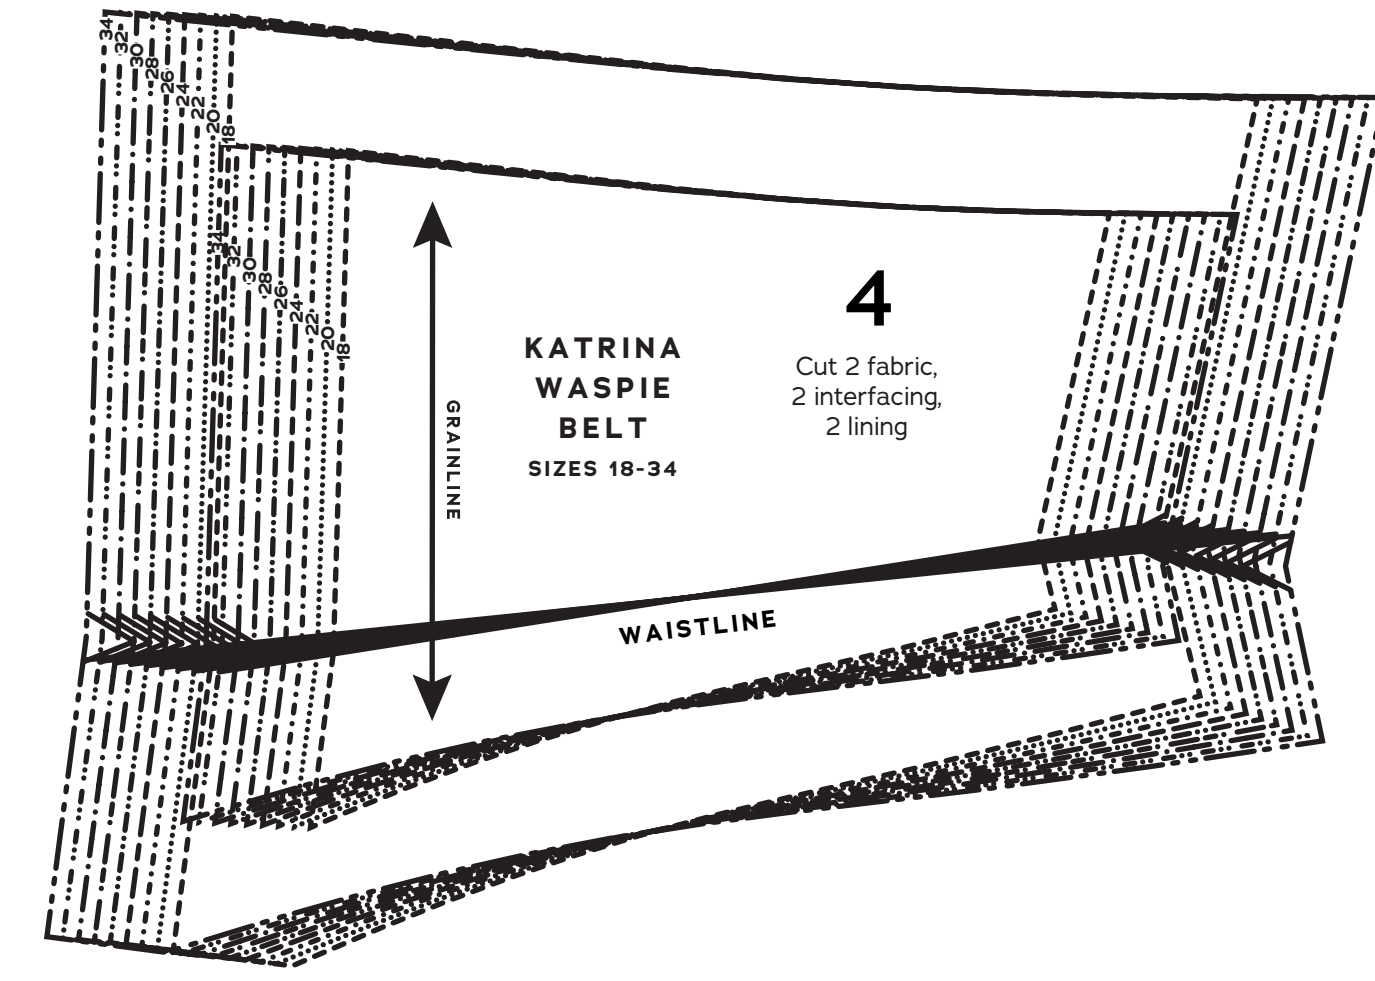 34
32
30
28
26
24
22
20
18
34
32
30
28
26
24
22
20
18
4
KATRINA
WASPIE
BELT
SIZES 18-34
Cut 2 fabric,
2 interfacing,
2 lining
GRAINLINE
WAISTLINE